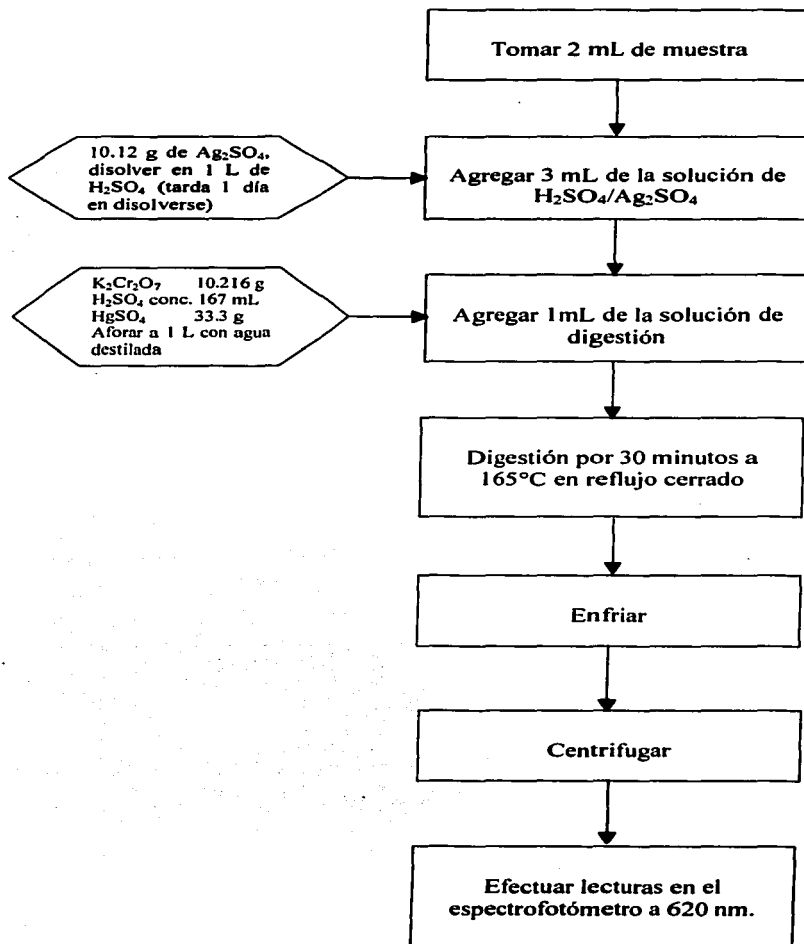 Tomar 2 mL de muestra
10.12 g de Ag₂SO₄,
disolver en 1 L de
H₂SO₄ (tarda 1 día
en disolverse)
Agregar 3 mL de la solución de
H₂SO₄/Ag₂SO₄
K₂Cr₂O₇ 10.216 g
H₂SO₄ conc. 167 mL
HgSO₄ 33.3 g
Aforar a 1 L con agua
destilada
Agregar 1mL de la solución de
digestión
Digestión por 30 minutos a
165°C en reflujo cerrado
Enfriar
Centrifugar
Efectuar lecturas en el
espectrofotómetro a 620 nm.